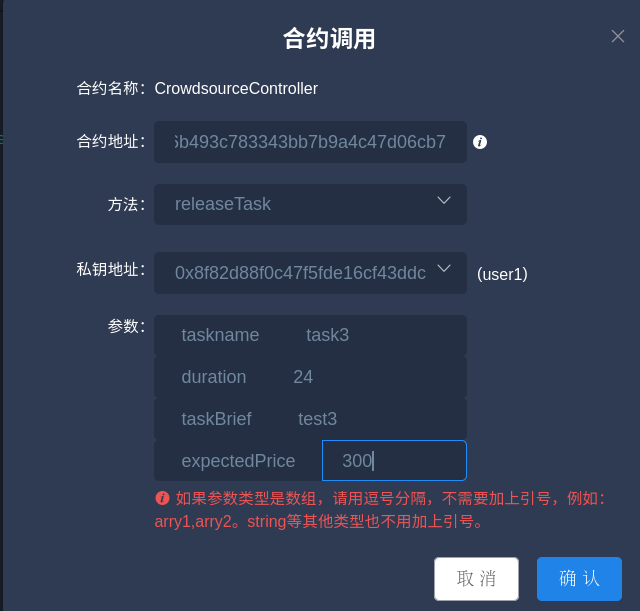 合约调用
合约名称：CrowdsourceController
合约地址：6b493c783343bb7b9a4c47d06cb7
方法：releaseTask
私钥地址：0x8f82d88f0c47f5fde16cf43ddc (user1)
参数：
taskname task3
duration 24
taskBrief test3
expectedPrice 300
如果参数类型是数组，请用逗号分隔，不需要加上引号，例如：
arry1,arry2。string等其他类型也不用加上引号。
取消 确认